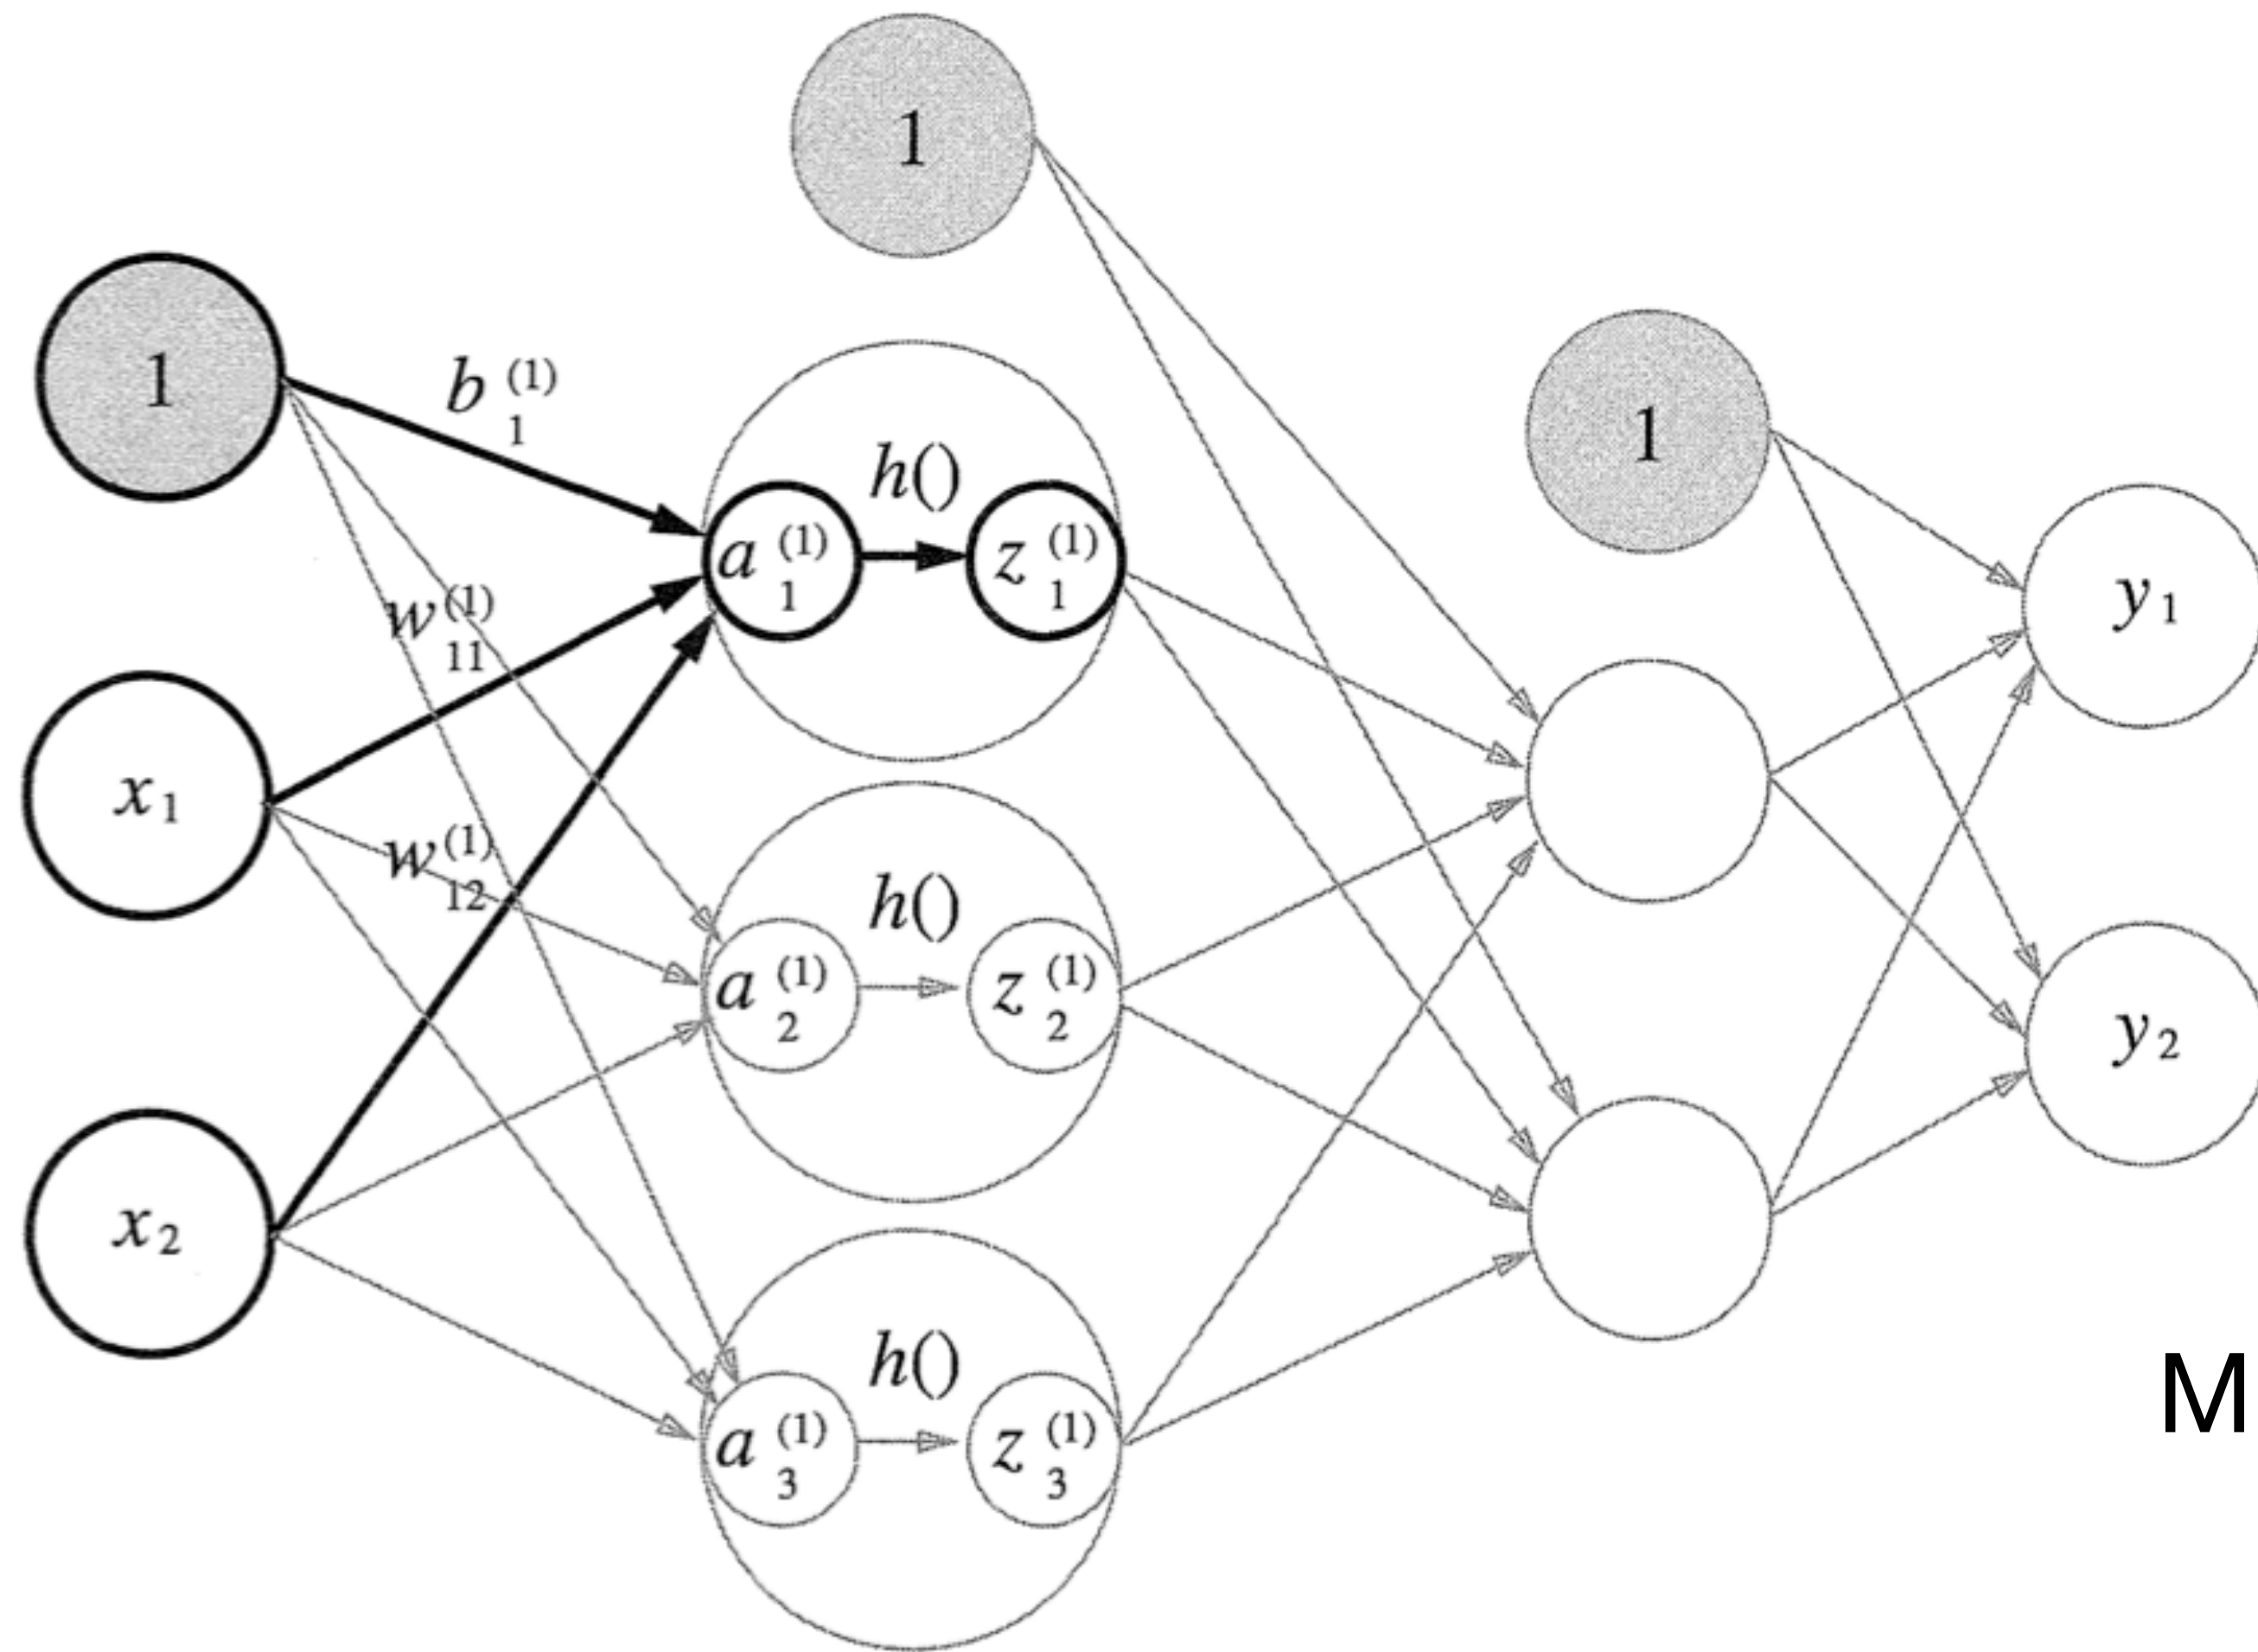 1
1
b₁⁽¹⁾
1
h()
a₁⁽¹⁾
z₁⁽¹⁾
w₁₁⁽¹⁾
y₁
x₁
w₁₂⁽¹⁾
h()
a₂⁽¹⁾
z₂⁽¹⁾
y₂
x₂
h()
a₃⁽¹⁾
z₃⁽¹⁾
M